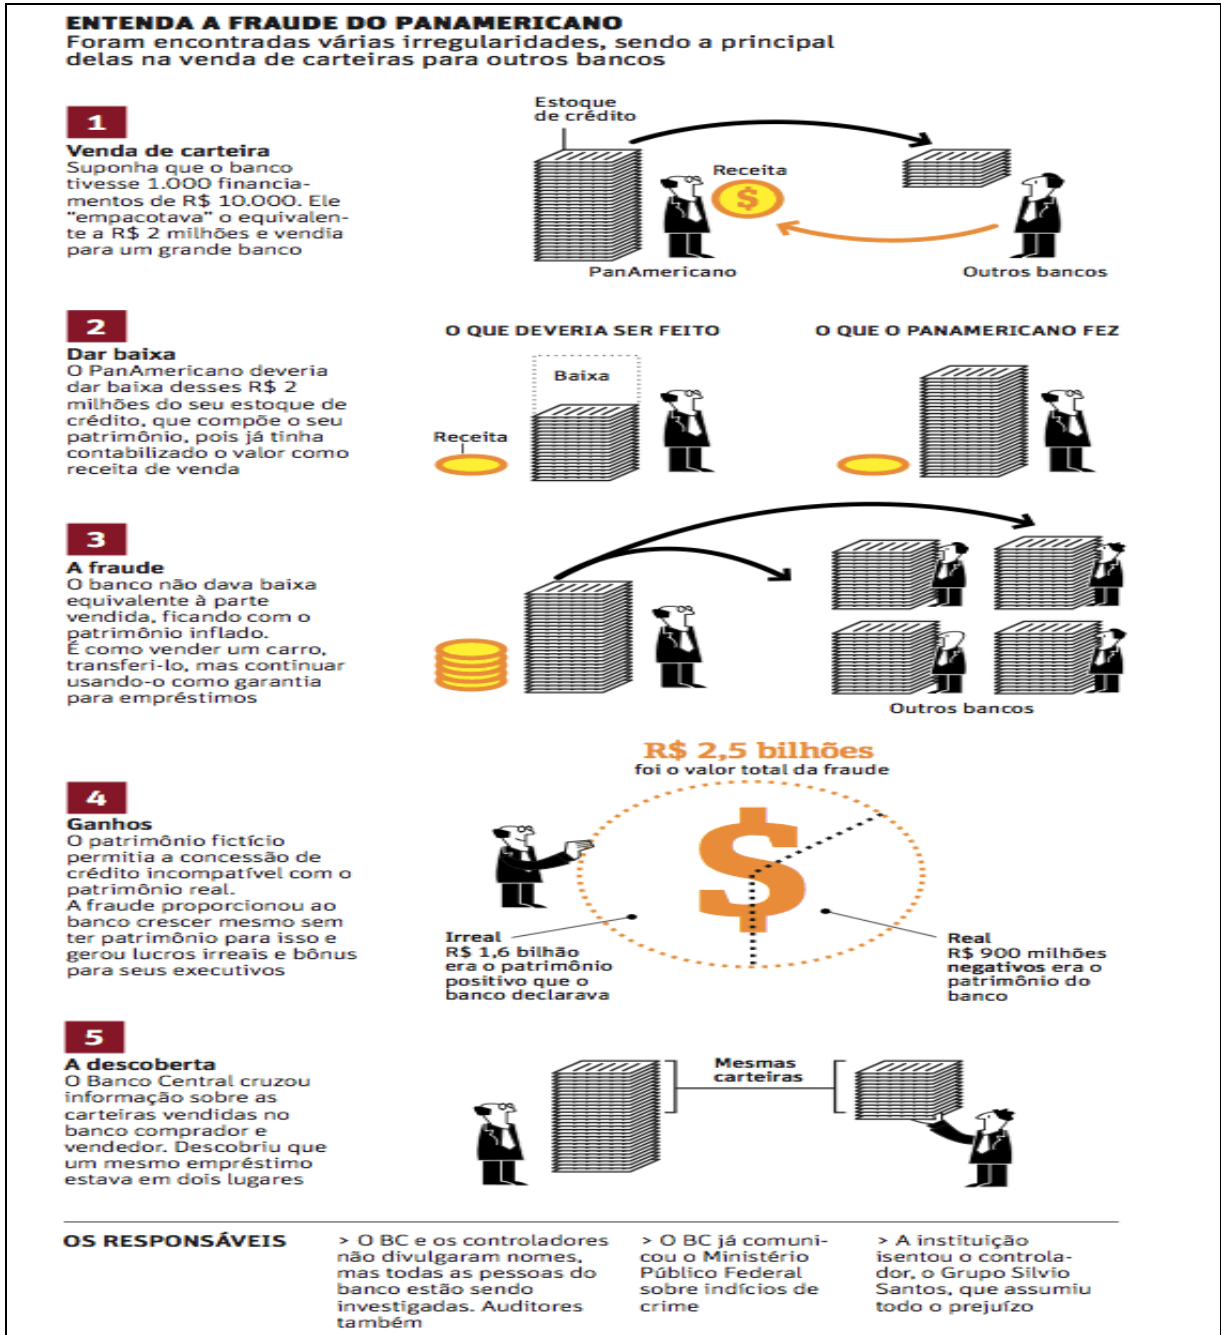 ENTENDA A FRAUDE DO PANAMERICANO
Foram encontradas várias irregularidades, sendo a principal
delas na venda de carteiras para outros bancos
1
Venda de carteira
Suponha que o banco
tivesse 1.000 financia-
mentos de R$ 10.000. Ele
"empacotava" o equivalen-
te a R$ 2 milhões e vendia
para um grande banco
Estoque
de crédito
Receita
$
PanAmericano
Outros bancos
2
Dar baixa
O PanAmericano deveria
dar baixa desses R$ 2
milhões do seu estoque de
crédito, que compõe o seu
patrimônio, pois já tinha
contabilizado o valor como
receita de venda
O QUE DEVERIA SER FEITO
Baixa
Receita
O QUE O PANAMERICANO FEZ
3
A fraude
O banco não dava baixa
equivalente à parte
vendida, ficando com o
patrimônio inflado.
É como vender um carro,
transferi-lo, mas continuar
usando-o como garantia
para empréstimos
Outros bancos
4
Ganhos
O patrimônio fictício
permitia a concessão de
crédito incompatível com o
patrimônio real.
A fraude proporcionou ao
banco crescer mesmo sem
ter patrimônio para isso e
gerou lucros irreais e bônus
para seus executivos
R$ 2,5 bilhões
foi o valor total da fraude
$
Irreal
R$ 1,6 bilhão
era o patrimônio
positivo que o
banco declarava
Real
R$ 900 milhões
negativos era o
patrimônio do
banco
5
A descoberta
O Banco Central cruzou
informação sobre as
carteiras vendidas no
banco comprador e
vendedor. Descobriu que
um mesmo empréstimo
estava em dois lugares
Mesmas
carteiras
OS RESPONSÁVEIS
> O BC e os controladores
não divulgaram nomes,
mas todas as pessoas do
banco estão sendo
investigadas. Auditores
também
> O BC já comuni-
cou o Ministério
Público Federal
sobre indícios de
crime
> A instituição
isentou o controla-
dor, o Grupo Silvio
Santos, que assumiu
todo o prejuízo